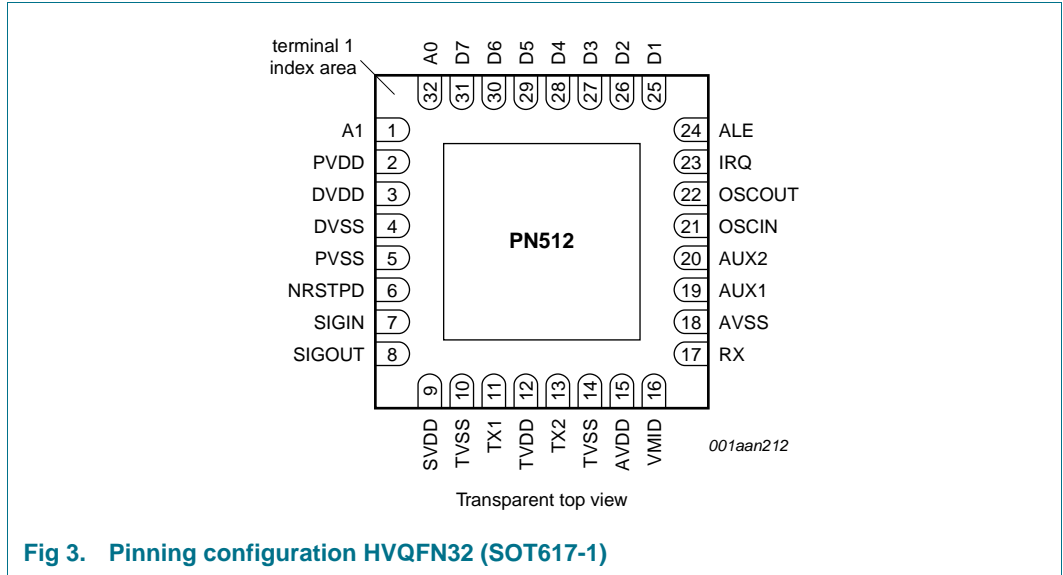 terminal 1
index area
A0
D7
D6
D5
D4
D3
D2
D1
32
31
30
29
28
27
26
25
A1 1
PVDD 2
DVDD 3
DVSS 4
PVSS 5
NRSTPD 6
SIGIN 7
SIGOUT 8
PN512
24 ALE
23 IRQ
22 OSCOUT
21 OSCIN
20 AUX2
19 AUX1
18 AVSS
17 RX
9
10
11
12
13
14
15
16
SVDD
TVSS
TX1
TVDD
TX2
TVSS
AVDD
VMID
001aan212
Transparent top view
Fig 3. Pinning configuration HVQFN32 (SOT617-1)